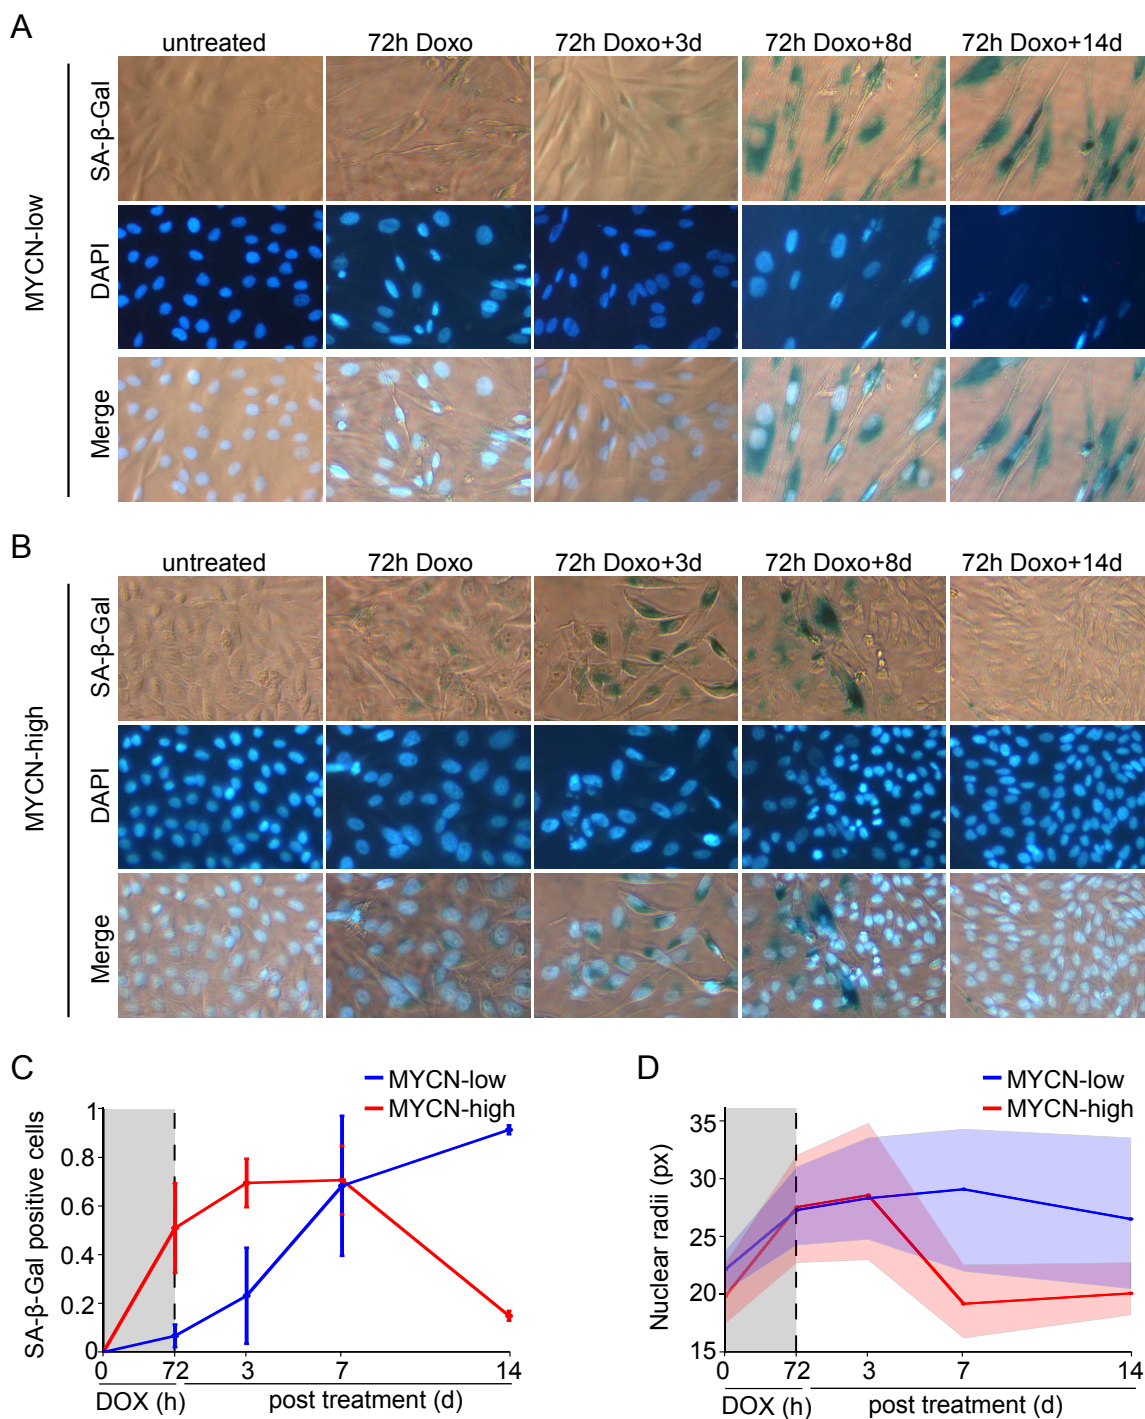 A
untreated 72h Doxo 72h Doxo+3d 72h Doxo+8d 72h Doxo+14d
MYCN-low
SA-β-Gal
DAPI
Merge
B
untreated 72h Doxo 72h Doxo+3d 72h Doxo+8d 72h Doxo+14d
MYCN-high
SA-β-Gal
DAPI
Merge
C
MYCN-low
MYCN-high
SA-β-Gal positive cells
1
0.8
0.6
0.4
0.2
0
0 72 3 7 14
DOX (h) post treatment (d)
D
MYCN-low
MYCN-high
Nuclear radii (px)
35
30
25
20
15
0 72 3 7 14
DOX (h) post treatment (d)